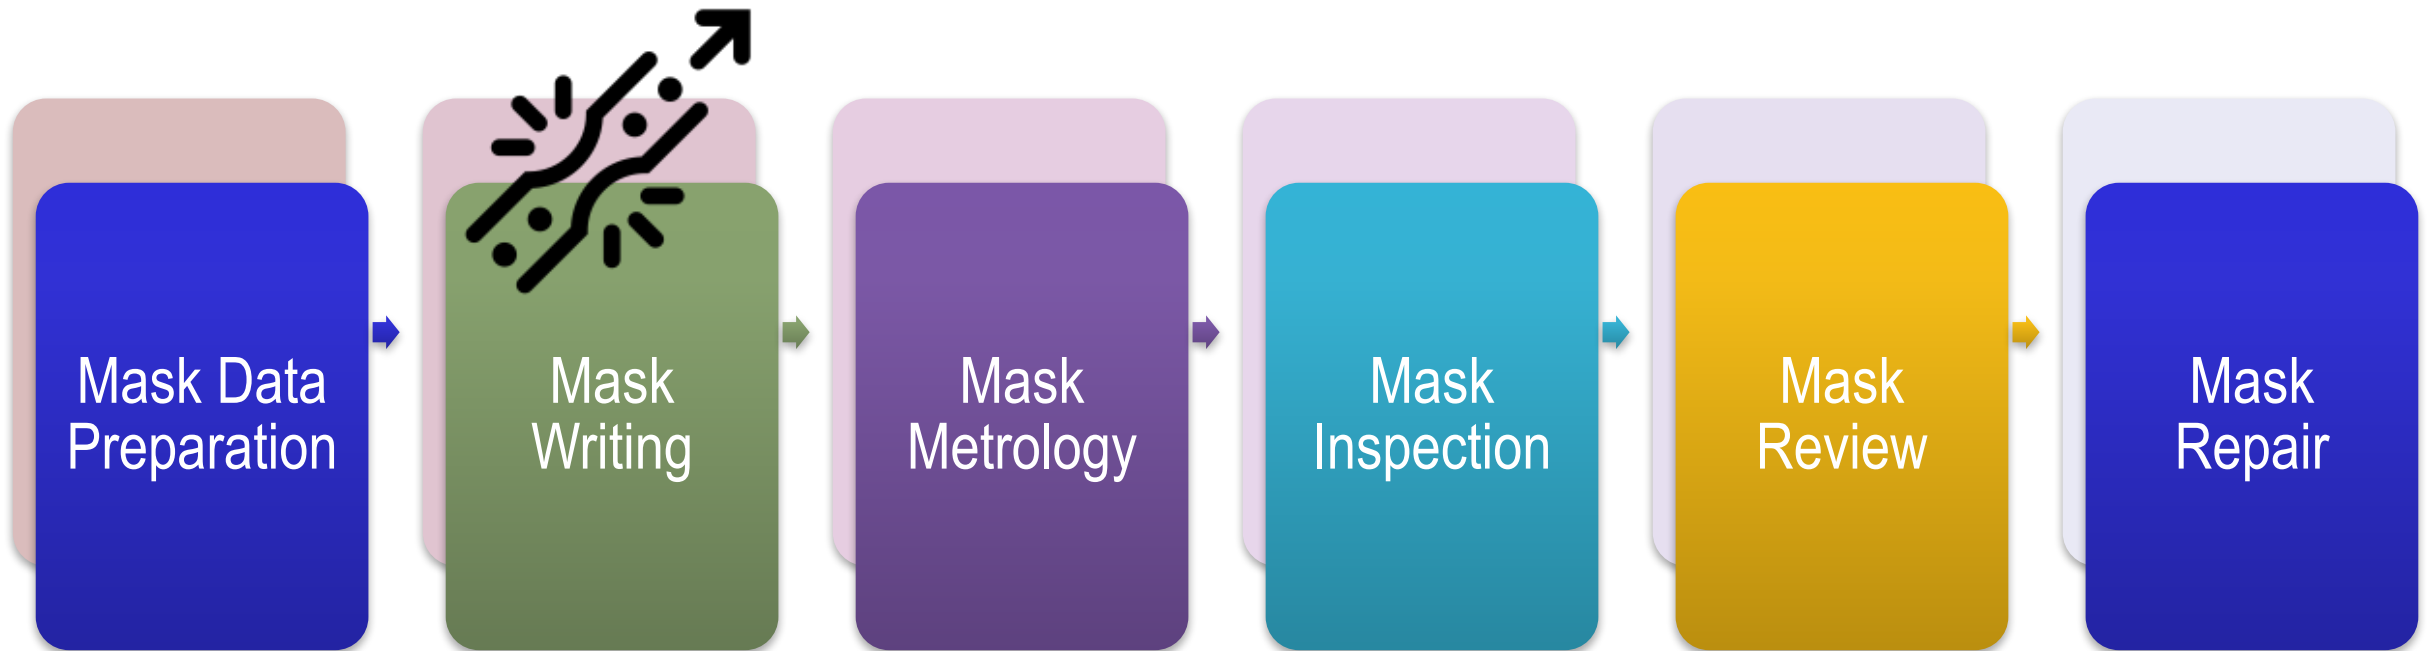 Mask Data
Preparation
Mask
Writing
Mask
Metrology
Mask
Inspection
Mask
Review
Mask
Repair